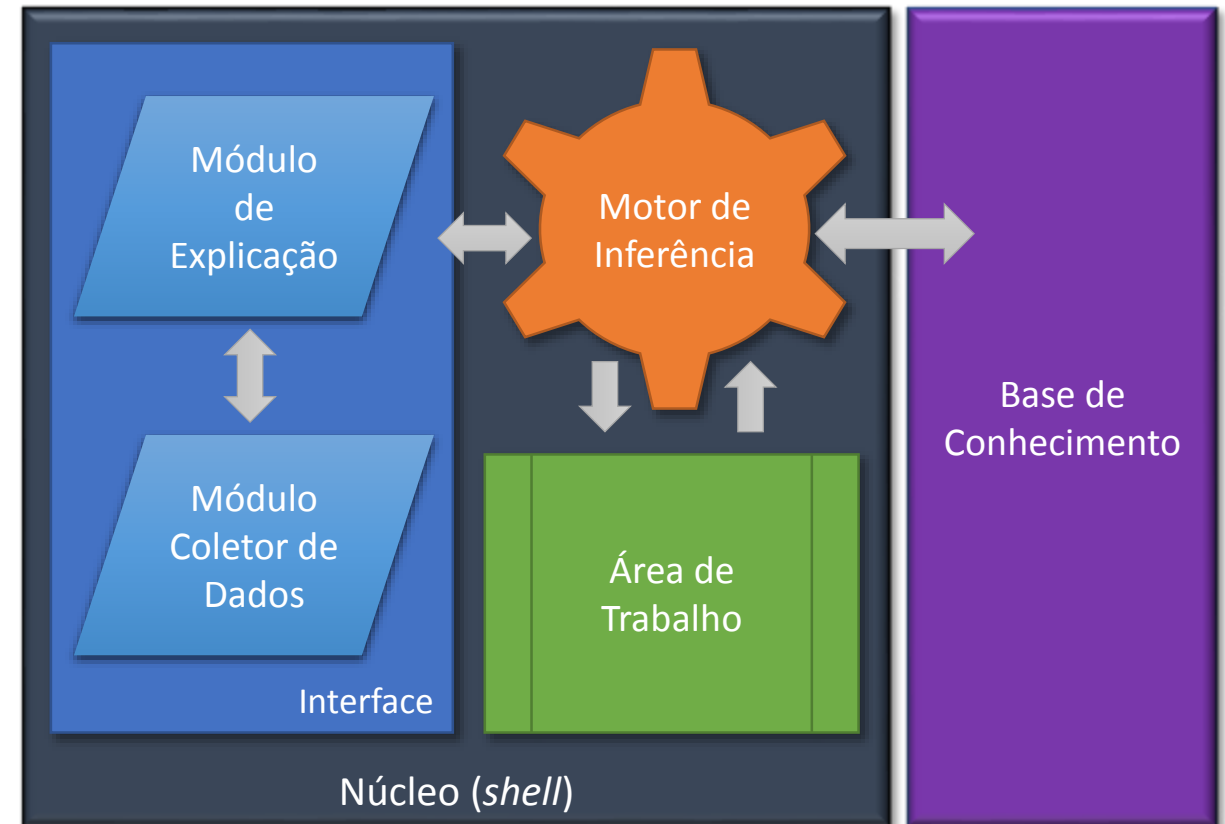 Módulo
de
Explicação
Motor de
Inferência
Módulo
Coletor de
Dados
Interface
Área de
Trabalho
Núcleo (shell)
Base de
Conhecimento